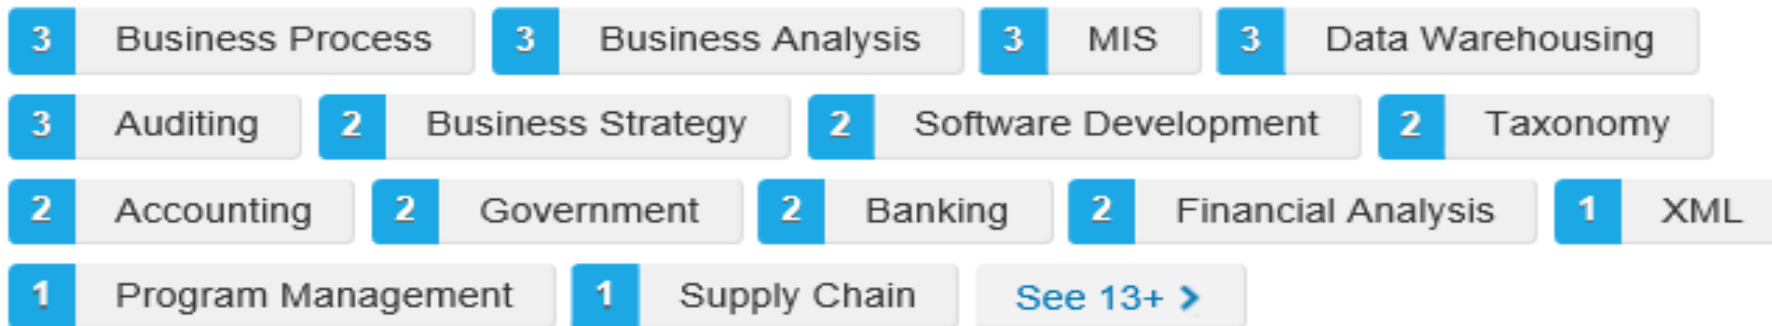 3 Business Process 3 Business Analysis 3 MIS 3 Data Warehousing
3 Auditing 2 Business Strategy 2 Software Development 2 Taxonomy
2 Accounting 2 Government 2 Banking 2 Financial Analysis 1 XML
1 Program Management 1 Supply Chain See 13+ >